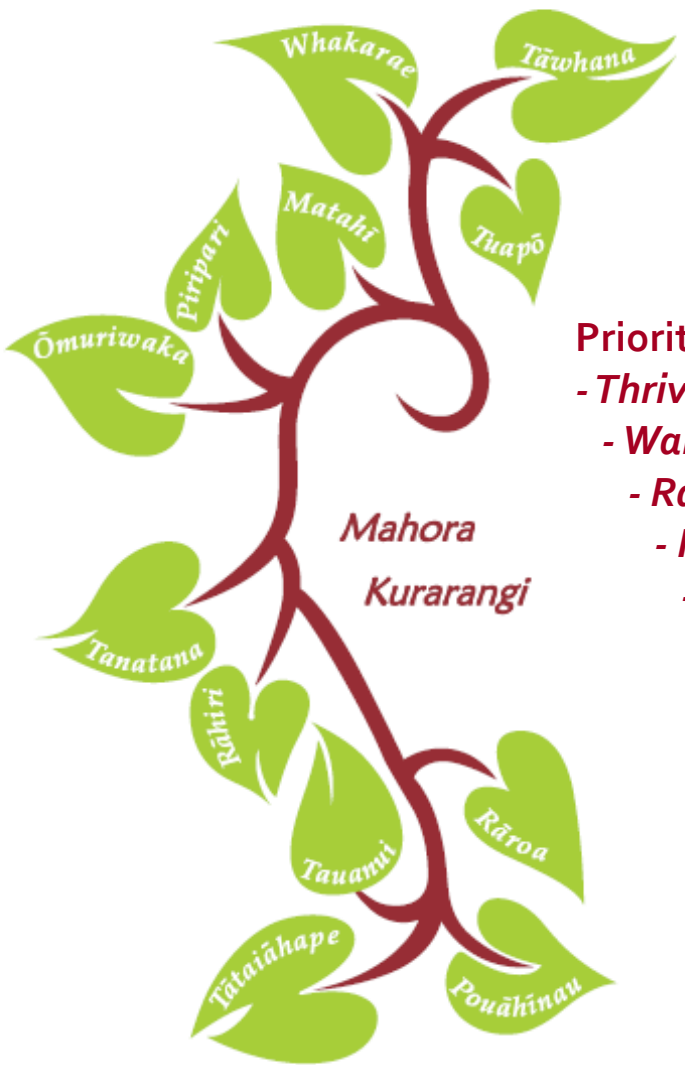 Whakarae
Tāwhana
Matahī
Tuapō
Piripari
Ōmuriwaka
Mahora
Kurarangi
Tanatana
Rāhiri
Tauanui
Rāroa
Tātaiāhape
Pouāhīnau